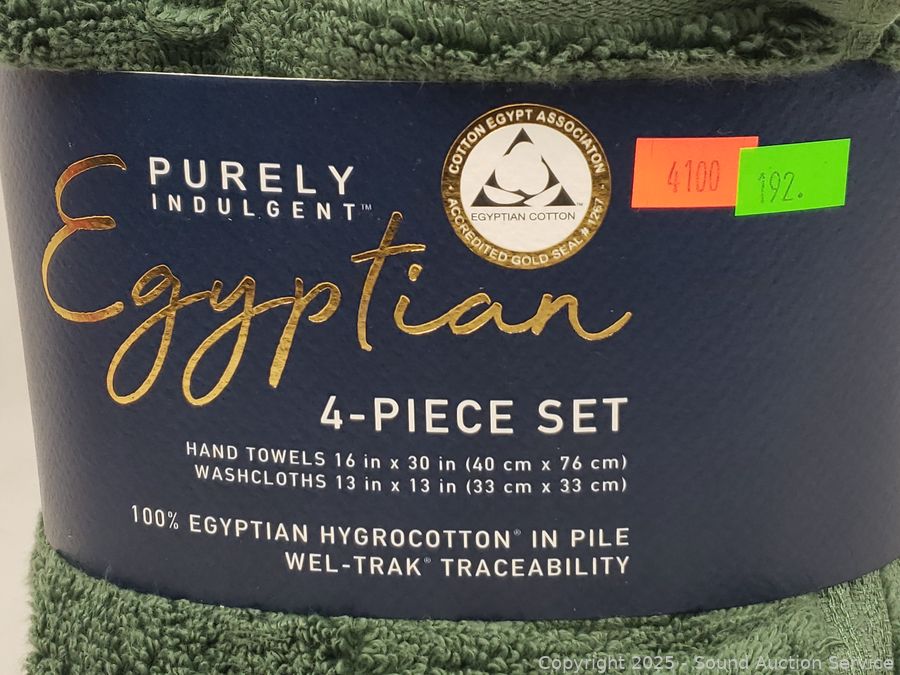 PURELY
INDULGENT™
Egyptian
COTTON EGYPT ASSOCIATION
EGYPTIAN COTTON™
ACCREDITED GOLD SEAL # 1267
4100
192.
4-PIECE SET
HAND TOWELS 16 in x 30 in (40 cm x 76 cm)
WASHCLOTHS 13 in x 13 in (33 cm x 33 cm)
100% EGYPTIAN HYGROCOTTON® IN PILE
WEL-TRAK® TRACEABILITY
Copyright 2025 - Sound Auction Service